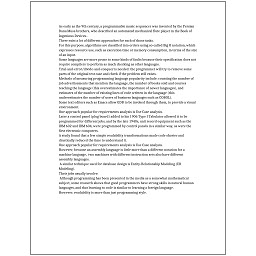 As early as the 9th century, a programmable music sequencer was invented by the Persian
Banu Musa brothers, who described an automated mechanical flute player in the Book of
Ingenious Devices.
There exist a lot of different approaches for each of those tasks.
For this purpose, algorithms are classified into orders using so-called Big O notation, which
expresses resource use, such as execution time or memory consumption, in terms of the size
of an input.
Some languages are more prone to some kinds of faults because their specification does not
require compilers to perform as much checking as other languages.
Trial-and-error/divide-and-conquer is needed: the programmer will try to remove some
parts of the original test case and check if the problem still exists.
Methods of measuring programming language popularity include: counting the number of
job advertisements that mention the language, the number of books sold and courses
teaching the language (this overestimates the importance of newer languages), and
estimates of the number of existing lines of code written in the language (this
underestimates the number of users of business languages such as COBOL).
Some text editors such as Emacs allow GDB to be invoked through them, to provide a visual
environment.
One approach popular for requirements analysis is Use Case analysis.
Later a control panel (plug board) added to his 1906 Type I Tabulator allowed it to be
programmed for different jobs, and by the late 1940s, unit record equipment such as the
IBM 602 and IBM 604, were programmed by control panels in a similar way, as were the
first electronic computers.
A study found that a few simple readability transformations made code shorter and
drastically reduced the time to understand it.
One approach popular for requirements analysis is Use Case analysis.
However, because an assembly language is little more than a different notation for a
machine language, two machines with different instruction sets also have different
assembly languages.
A similar technique used for database design is Entity-Relationship Modeling (ER
Modeling).
Their jobs usually involve:
Although programming has been presented in the media as a somewhat mathematical
subject, some research shows that good programmers have strong skills in natural human
languages, and that learning to code is similar to learning a foreign language.
However, readability is more than just programming style.